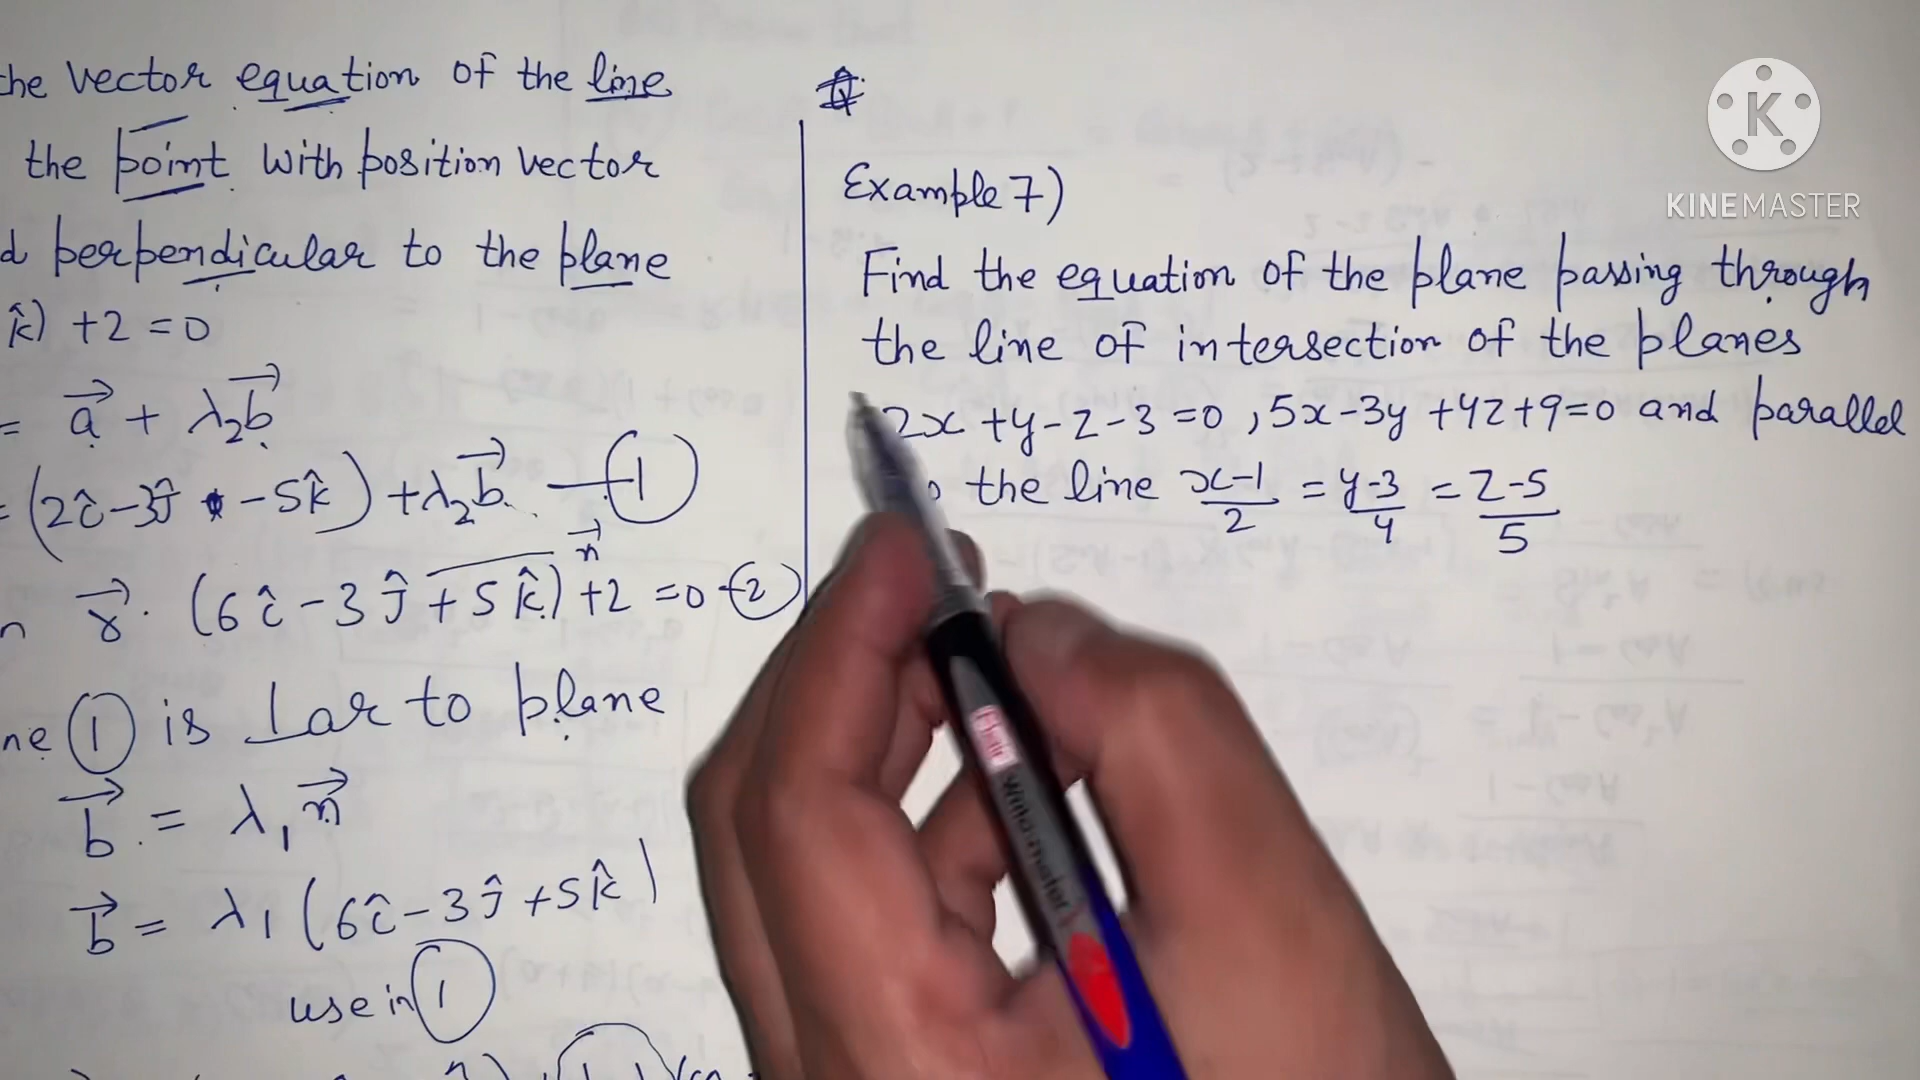 the vector equation of the line
the point with position vector
d perpendicular to the plane
k̂) + 2 = 0
= a⃗ + λ₂b⃗
= (2î - 3ĵ - 5k̂) + λ₂b⃗ — ①
n⃗
n r⃗. (6î - 3ĵ + 5k̂) + 2 = 0 - ②
ne ① is ⊥ar to plane
b⃗ = λ₁n⃗
b⃗ = λ₁(6î - 3ĵ + 5k̂)
use in ①
Example 7)
Find the equation of the plane passing through
the line of intersection of the planes
2x + y - z - 3 = 0, 5x - 3y + 4z + 9 = 0 and parallel
the line x-1/2 = y-3/4 = z-5/5
K
KINEMASTER
Flair
Writo-meter